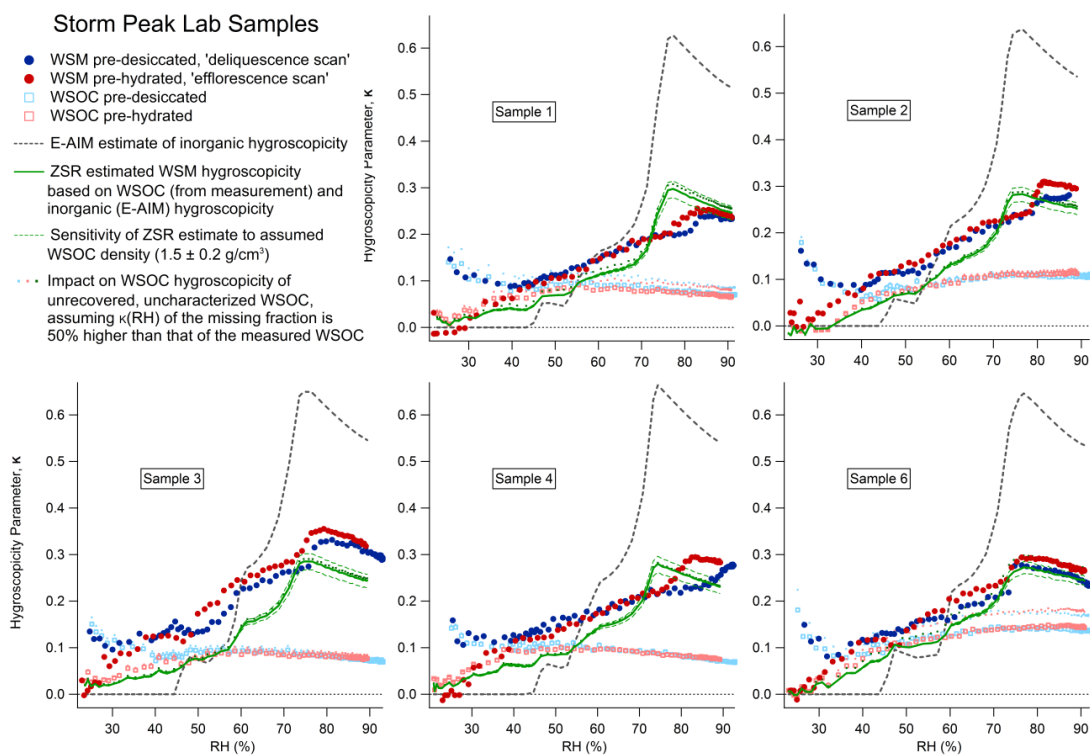 Storm Peak Lab Samples
WSM pre-desiccated, 'deliquescence scan'
WSM pre-hydrated, 'efflorescence scan'
WSOC pre-desiccated
WSOC pre-hydrated
E-AIM estimate of inorganic hygroscopicity
ZSR estimated WSM hygroscopicity
based on WSOC (from measurement) and
inorganic (E-AIM) hygroscopicity
Sensitivity of ZSR estimate to assumed
WSOC density (1.5 ± 0.2 g/cm³)
Impact on WSOC hygroscopicity of
unrecovered, uncharacterized WSOC,
assuming κ(RH) of the missing fraction is
50% higher than that of the measured WSOC
Hygroscopicity Parameter, κ
0.6
0.5
0.4
0.3
0.2
0.1
0.0
Sample 1
30 40 50 60 70 80 90
0.6
0.5
0.4
0.3
0.2
0.1
0.0
Sample 2
30 40 50 60 70 80 90
Hygroscopicity Parameter, κ
0.6
0.5
0.4
0.3
0.2
0.1
0.0
Sample 3
30 40 50 60 70 80 90
RH (%)
0.6
0.5
0.4
0.3
0.2
0.1
0.0
Sample 4
30 40 50 60 70 80 90
RH (%)
0.6
0.5
0.4
0.3
0.2
0.1
0.0
Sample 6
30 40 50 60 70 80 90
RH (%)